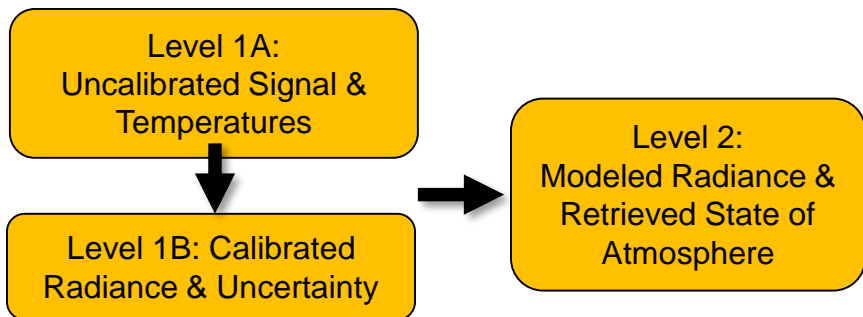 Level 1A:
Uncalibrated Signal &
Temperatures
Level 1B: Calibrated
Radiance & Uncertainty
Level 2:
Modeled Radiance &
Retrieved State of
Atmosphere